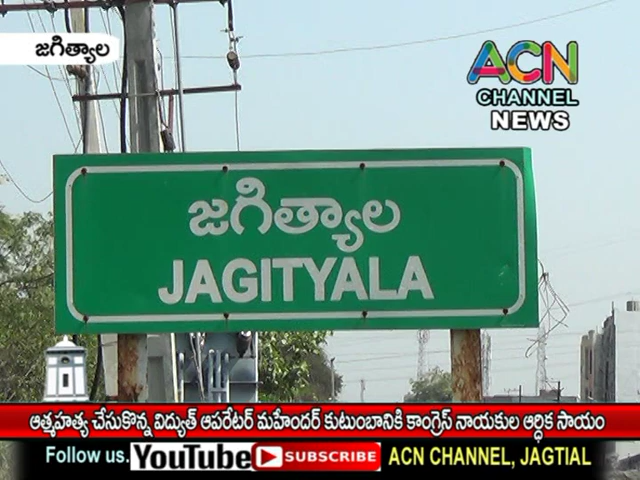 జగిత్యాల
ACN
CHANNEL
NEWS
జగిత్యాల
JAGITYALA
ఆత్మహత్య చేసుకొన్న విద్యుత్ ఆపరేటర్ మహేందర్ కుటుంబానికి కాంగ్రెస్ నాయకుల ఆర్థిక సాయం
Follow us. YouTube SUBSCRIBE ACN CHANNEL, JAGTIAL